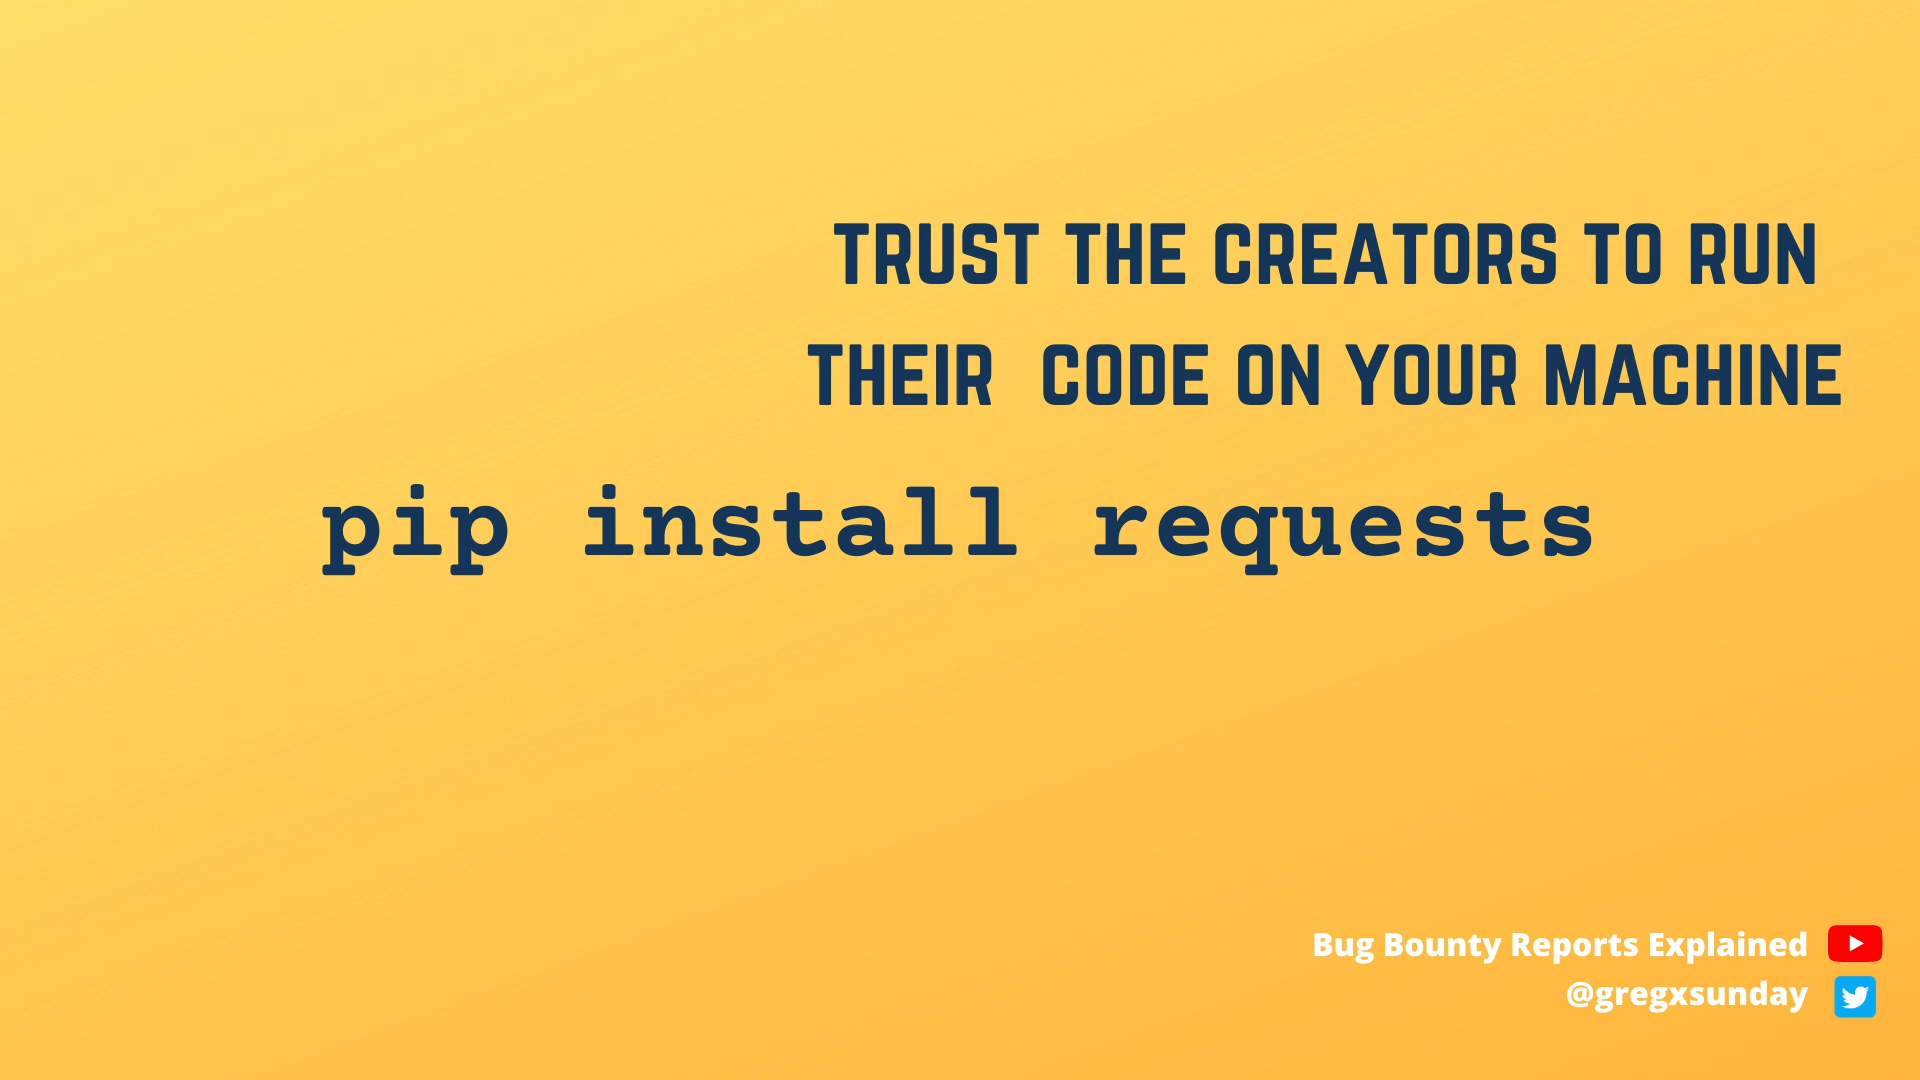 TRUST THE CREATORS TO RUN
THEIR CODE ON YOUR MACHINE
pip install requests
Bug Bounty Reports Explained
@gregxsunday